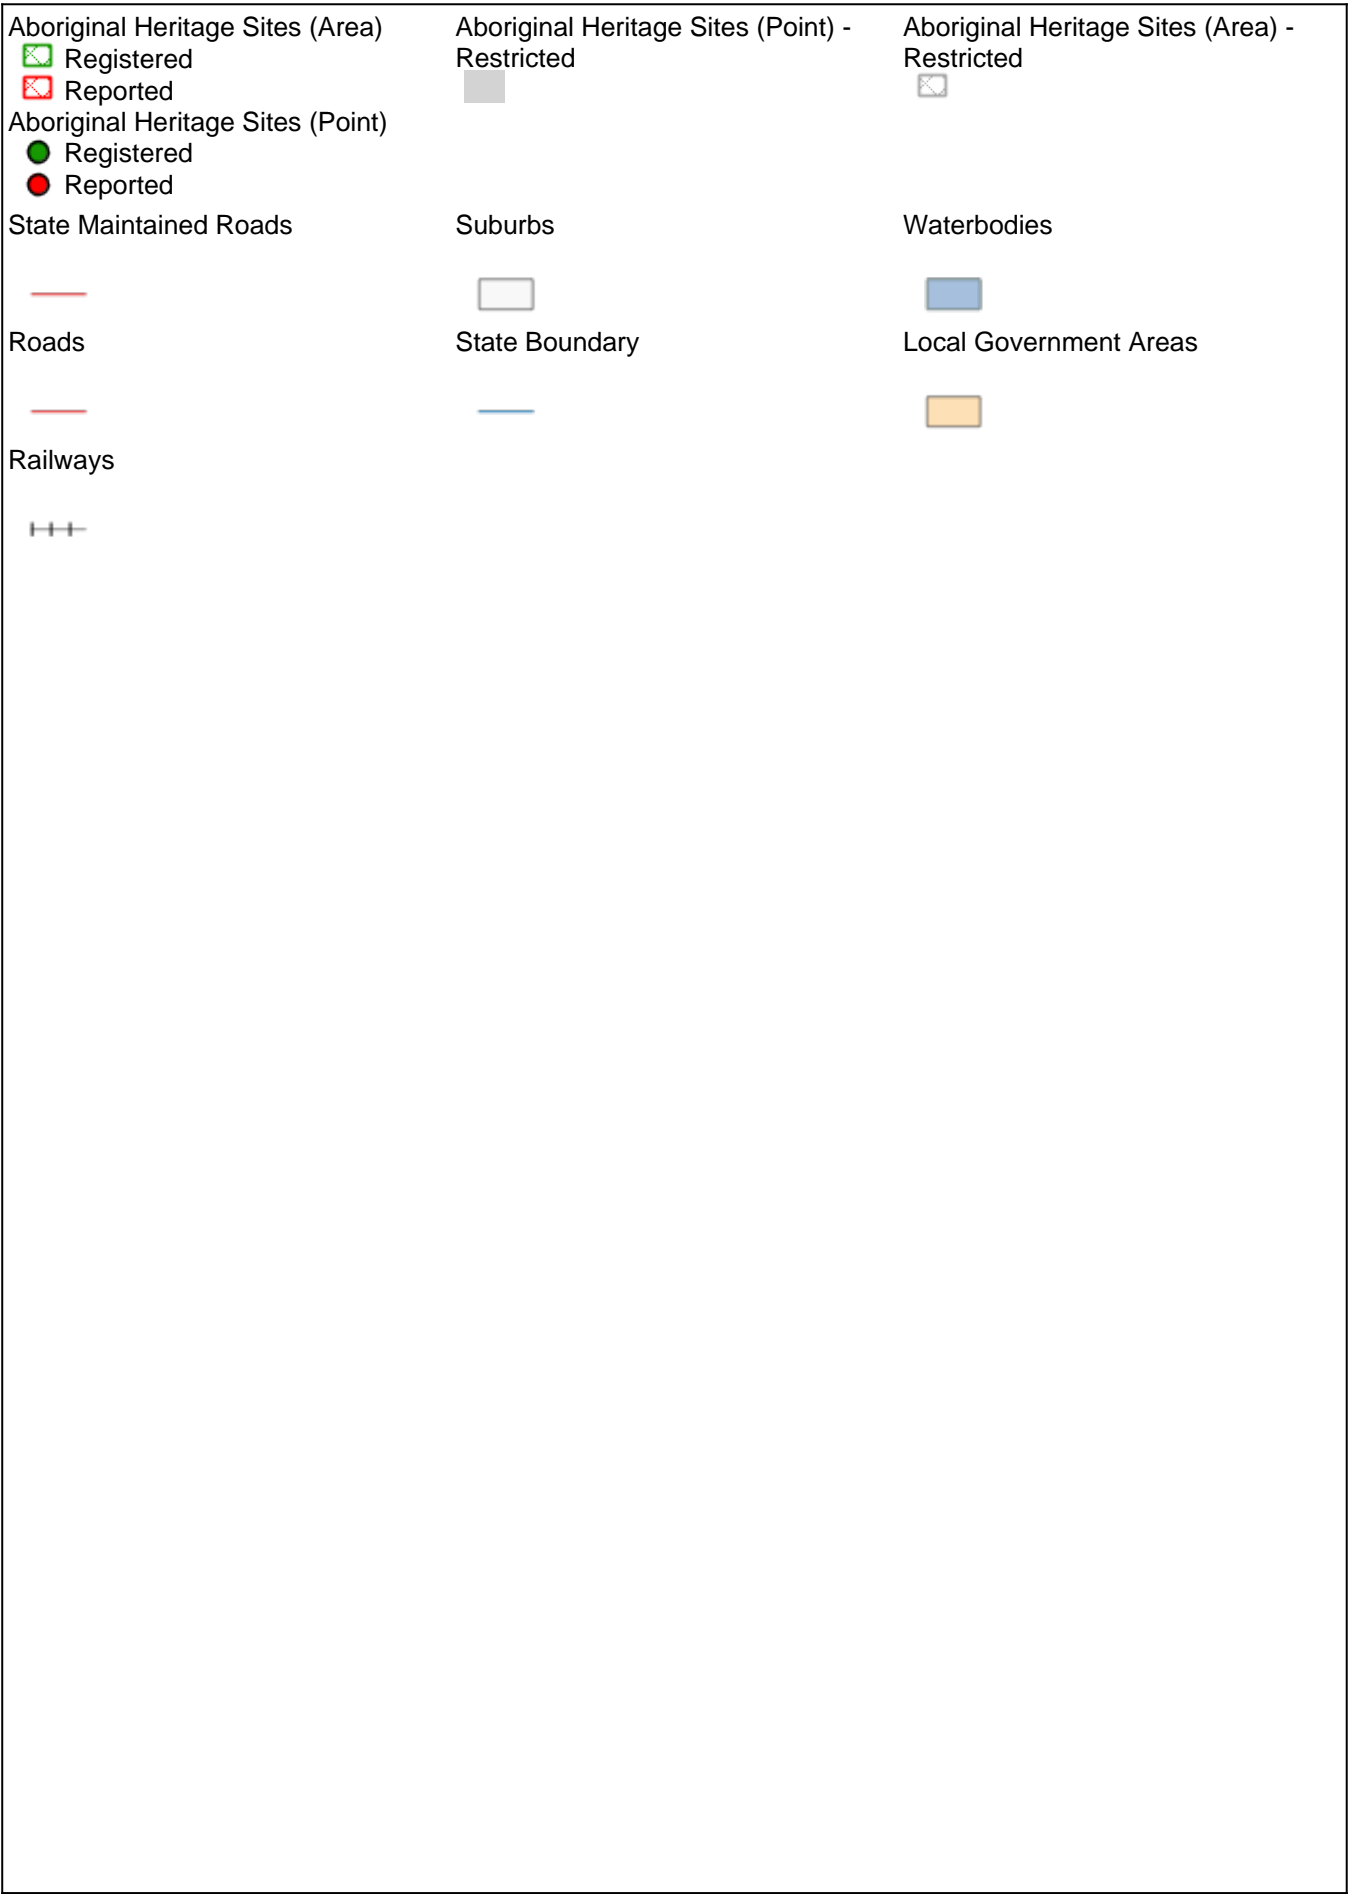 Aboriginal Heritage Sites (Area)
Registered
Reported
Aboriginal Heritage Sites (Point)
Registered
Reported
Aboriginal Heritage Sites (Point) -
Restricted
Aboriginal Heritage Sites (Area) -
Restricted
State Maintained Roads
Suburbs
Waterbodies
Roads
State Boundary
Local Government Areas
Railways